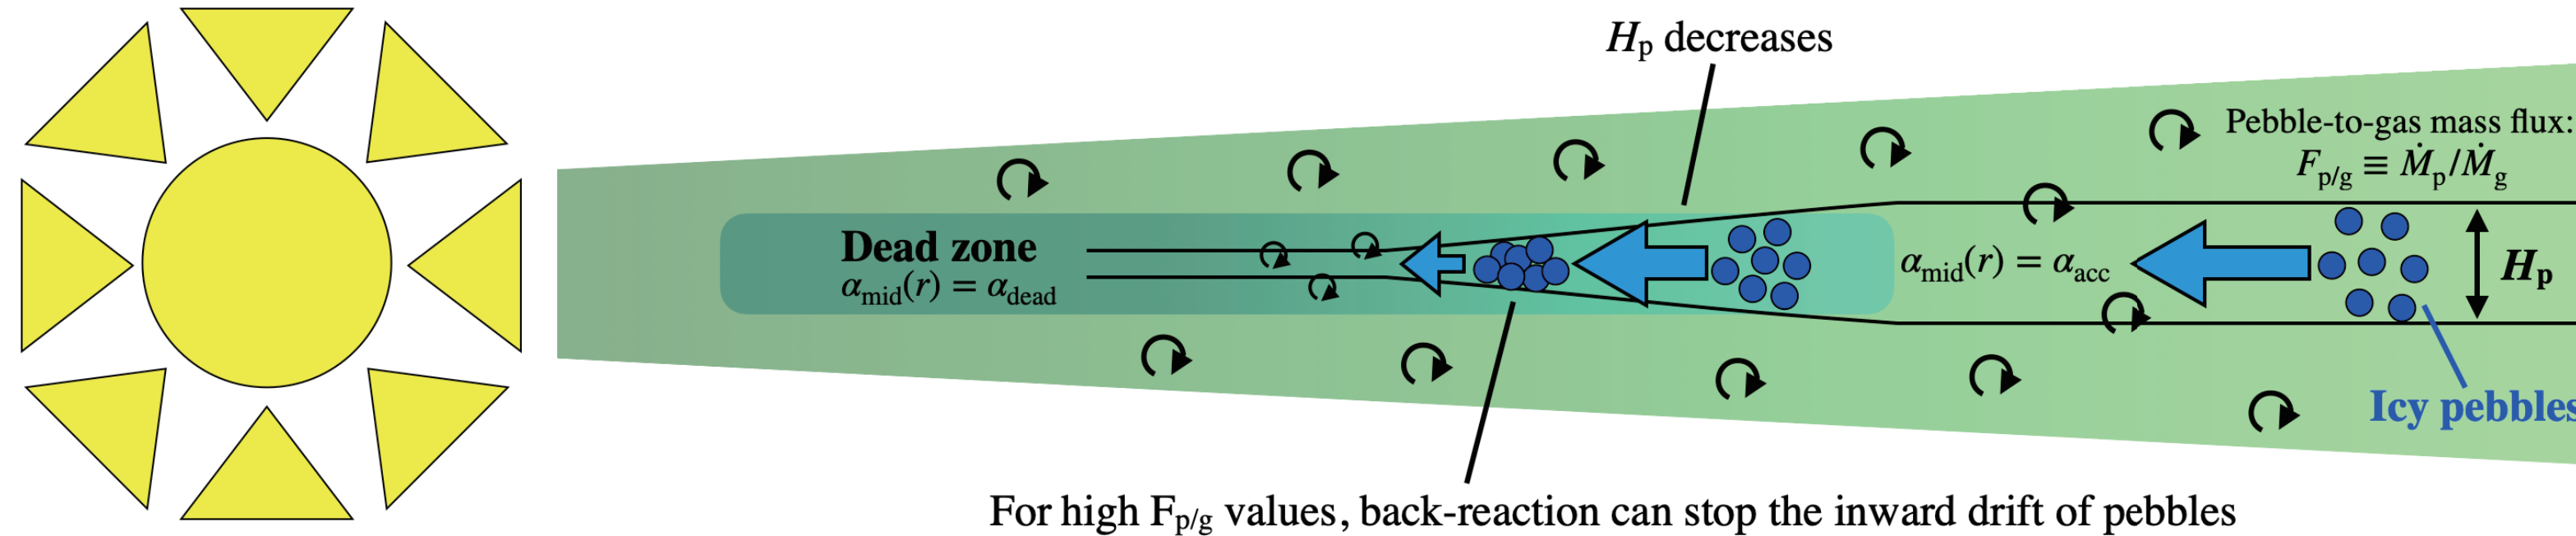 H_p decreases
Pebble-to-gas mass flux:
F_p/g ≡ Ṁ_p/Ṁ_g
Dead zone
α_mid(r) = α_dead
α_mid(r) = α_acc
H_p
Icy pebbles
For high F_p/g values, back-reaction can stop the inward drift of pebbles